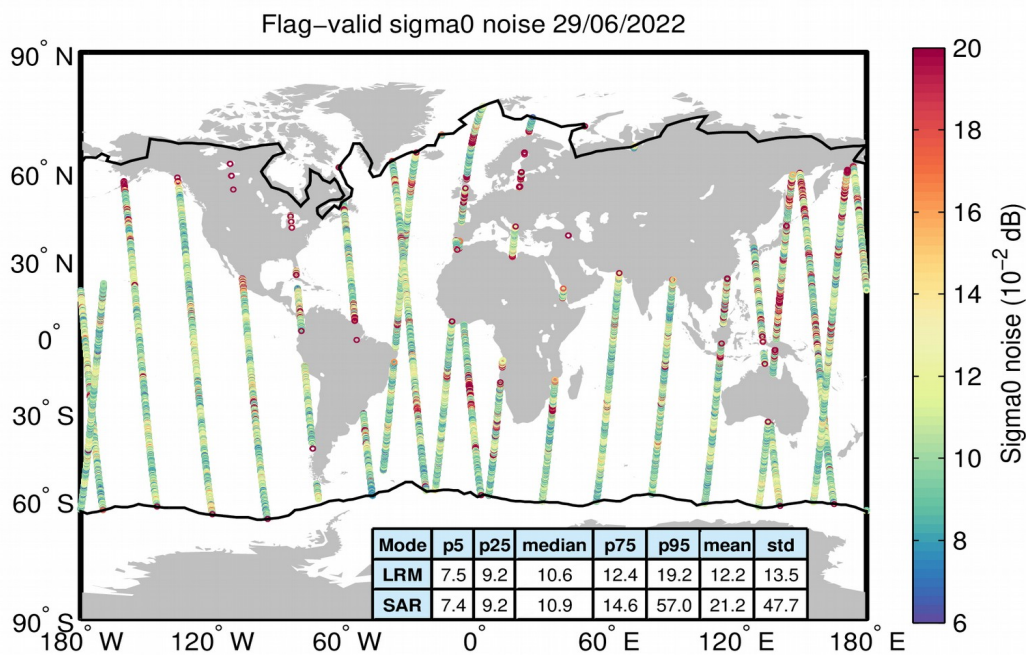 Flag−valid sigma0 noise 29/06/2022
90° N
60° N
30° N
0°
30° S
60° S
90° S
180° W
120° W
60° W
0°
60° E
120° E
180° E
Mode p5 p25 median p75 p95 mean std
LRM 7.5 9.2 10.6 12.4 19.2 12.2 13.5
SAR 7.4 9.2 10.9 14.6 57.0 21.2 47.7
20
18
16
14
12
10
8
6
Sigma0 noise (10⁻² dB)